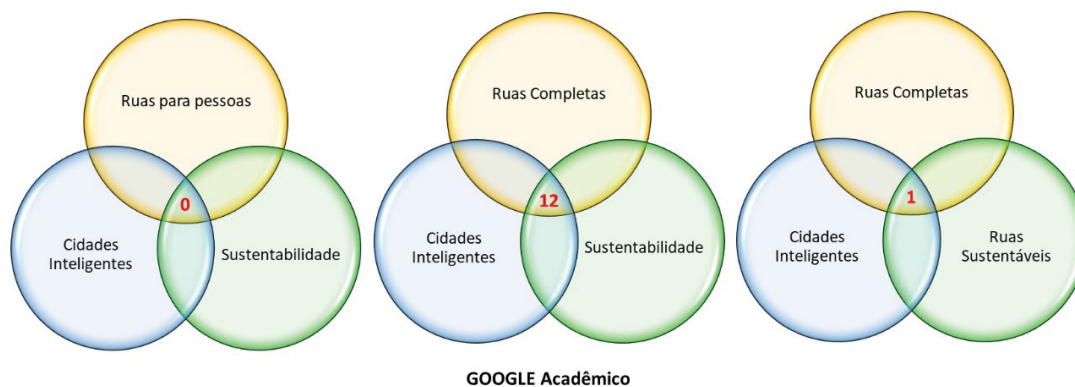 Ruas para pessoas
0
Cidades
Inteligentes
Sustentabilidade
Ruas Completas
12
Cidades
Inteligentes
Sustentabilidade
Ruas Completas
1
Cidades
Inteligentes
Ruas
Sustentáveis
GOOGLE Acadêmico